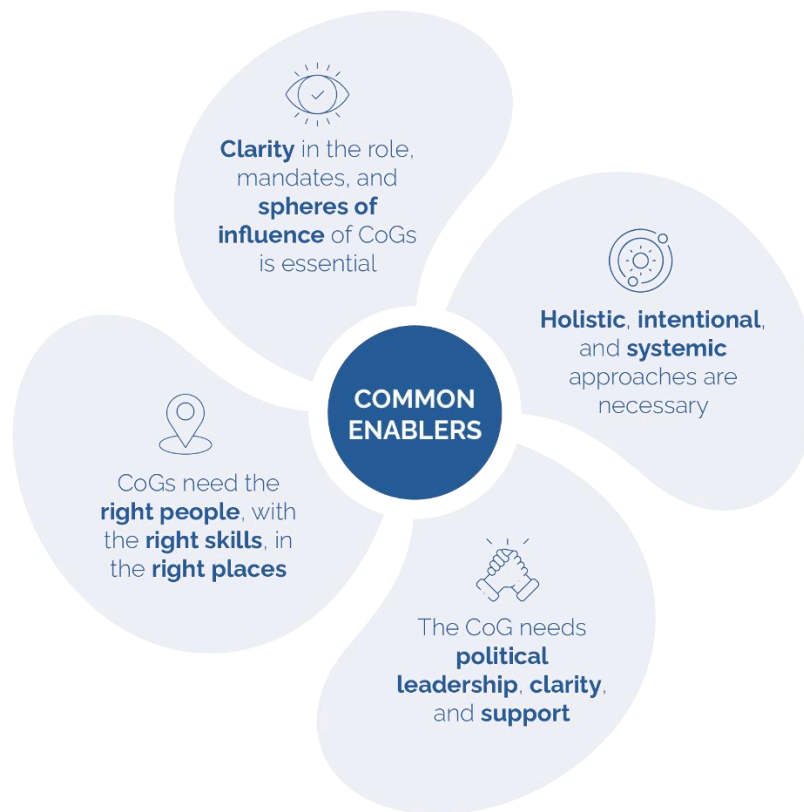 Clarity in the role,
mandates, and
spheres of
influence of CoGs
is essential
Holistic, intentional,
and systemic
approaches are
necessary
COMMON
ENABLERS
CoGs need the
right people, with
the right skills, in
the right places
The CoG needs
political
leadership, clarity,
and support